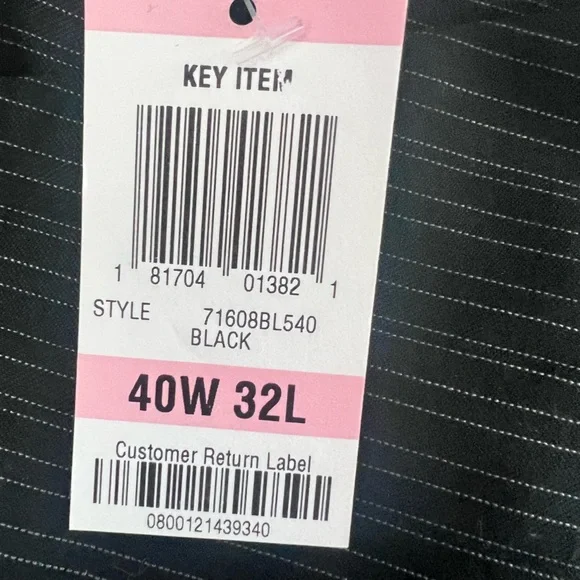 KEY ITEM
1 81704 01382 1
STYLE 71608BL540
BLACK
40W 32L
Customer Return Label
0800121439340